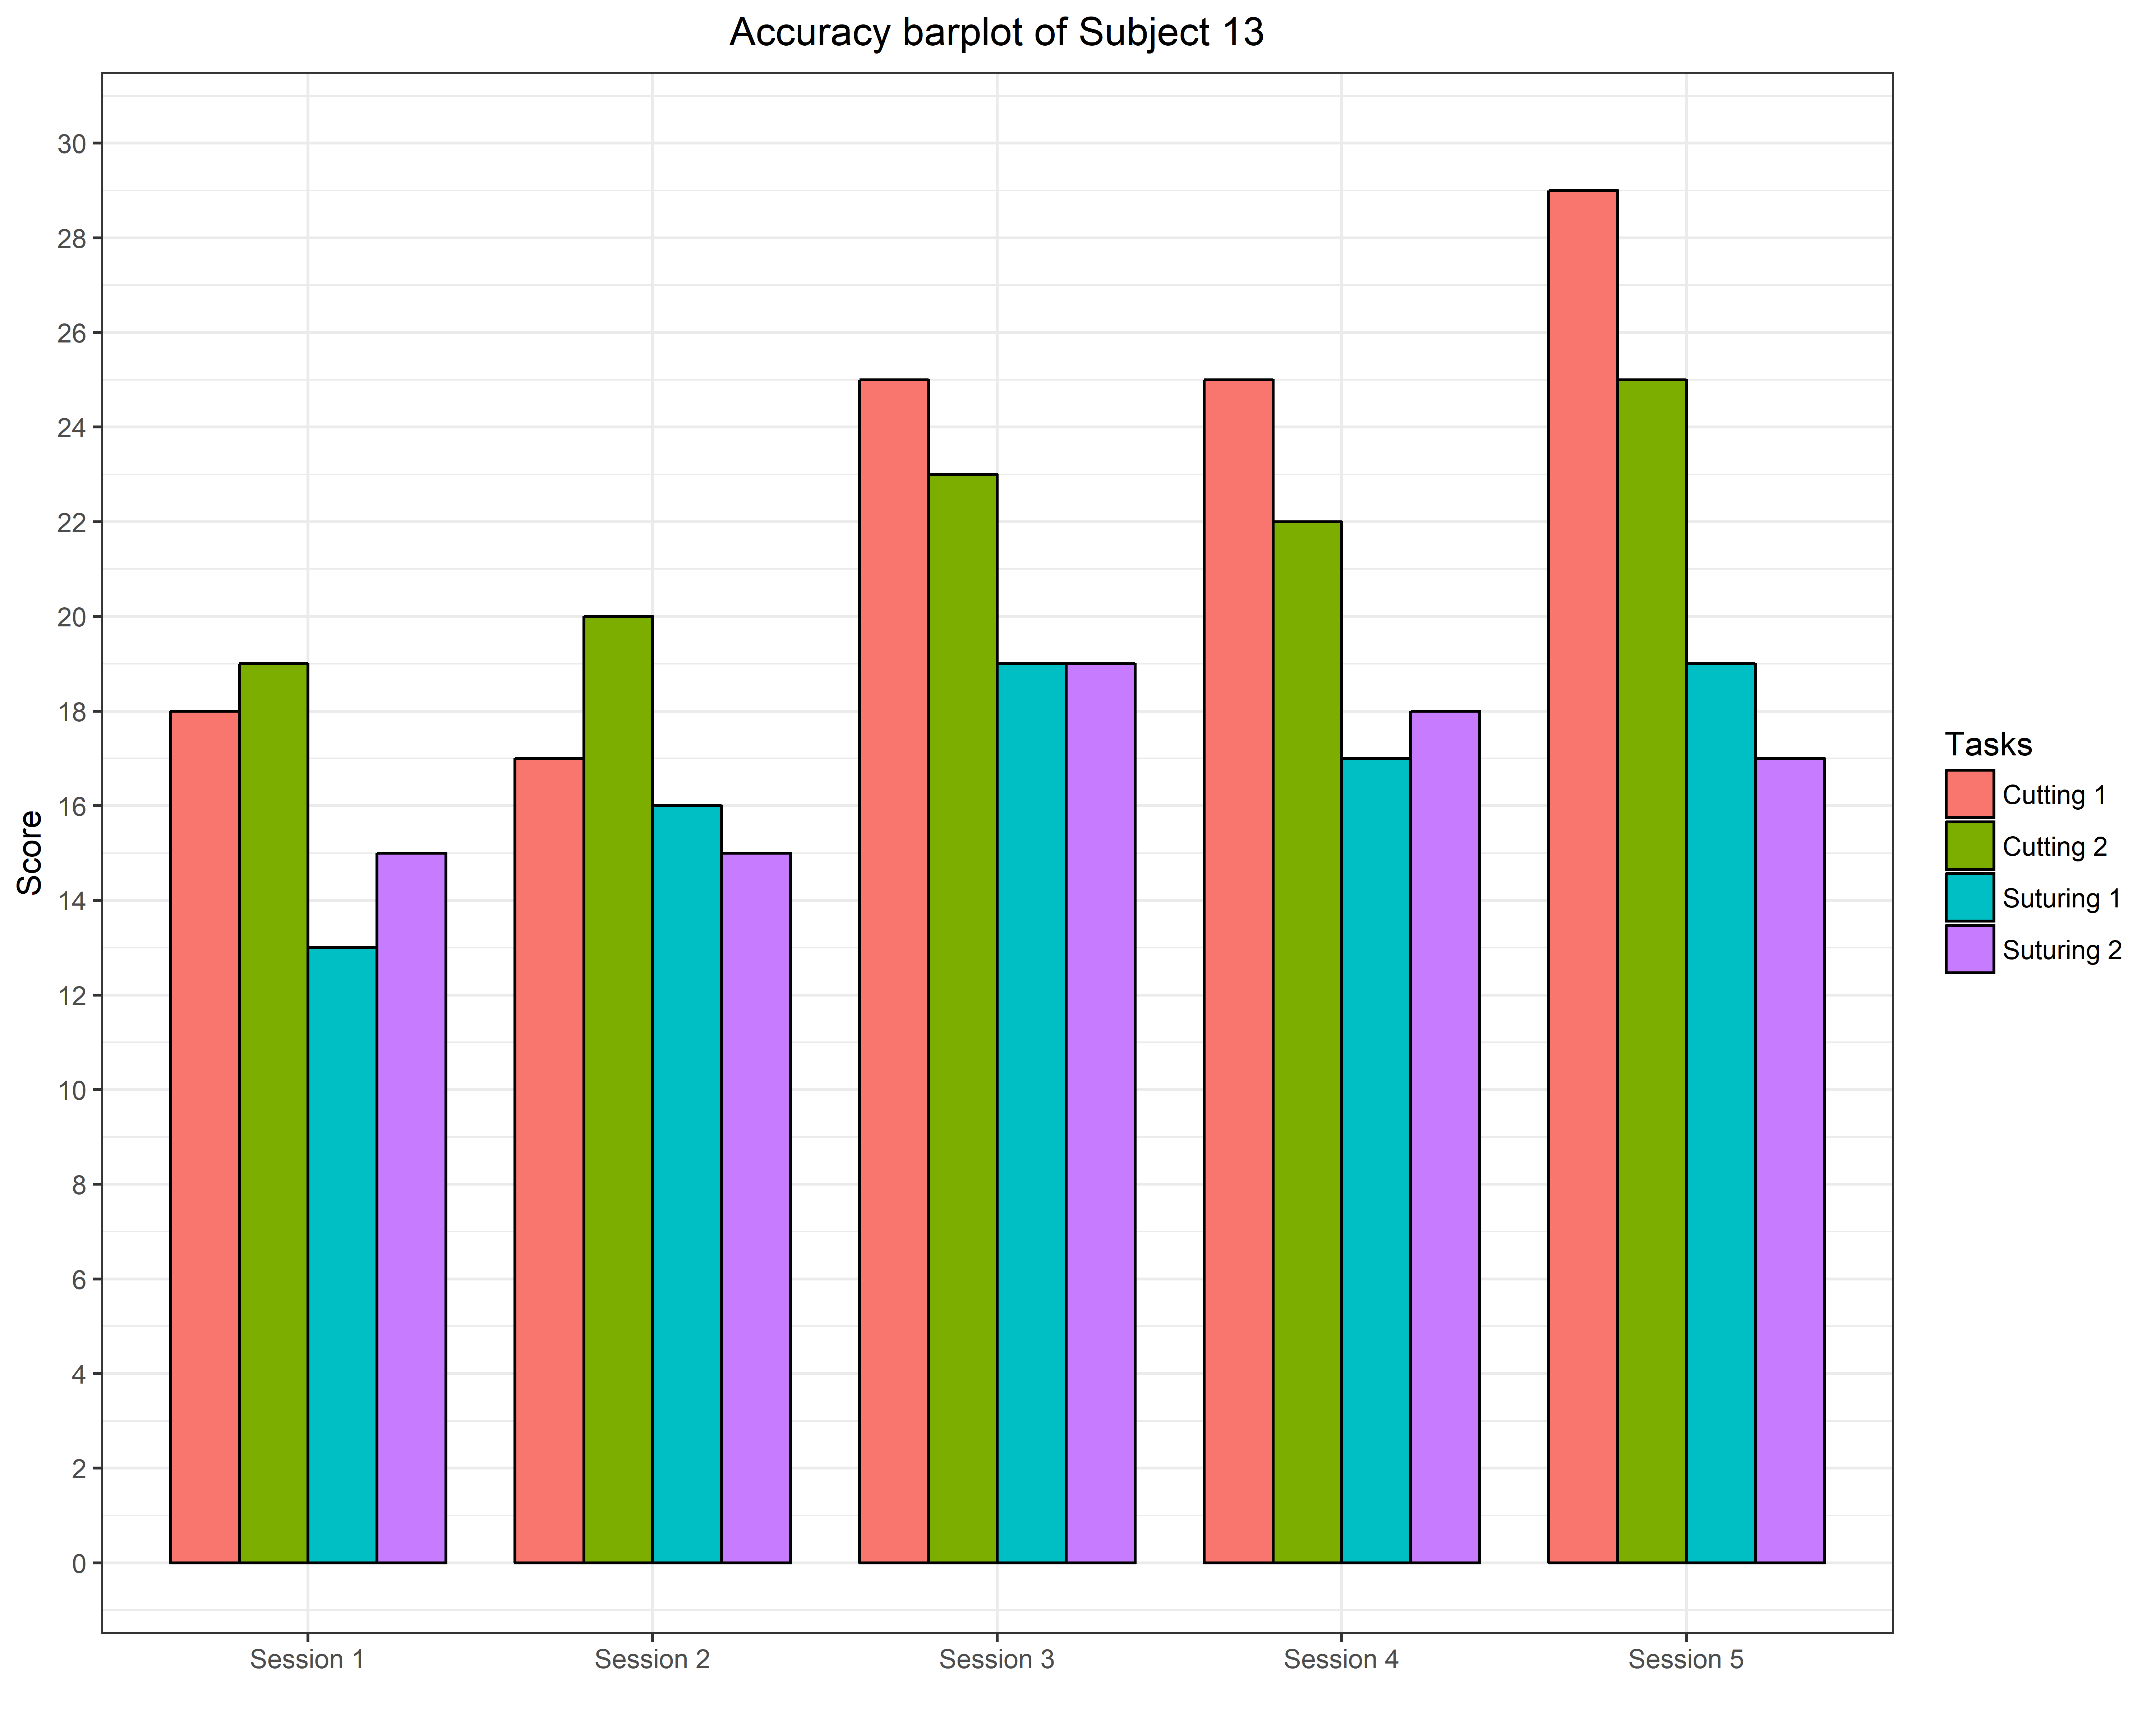 Accuracy barplot of Subject 13
Score
30
28
26
24
22
20
18
16
14
12
10
8
6
4
2
0
Session 1
Session 2
Session 3
Session 4
Session 5
Tasks
Cutting 1
Cutting 2
Suturing 1
Suturing 2